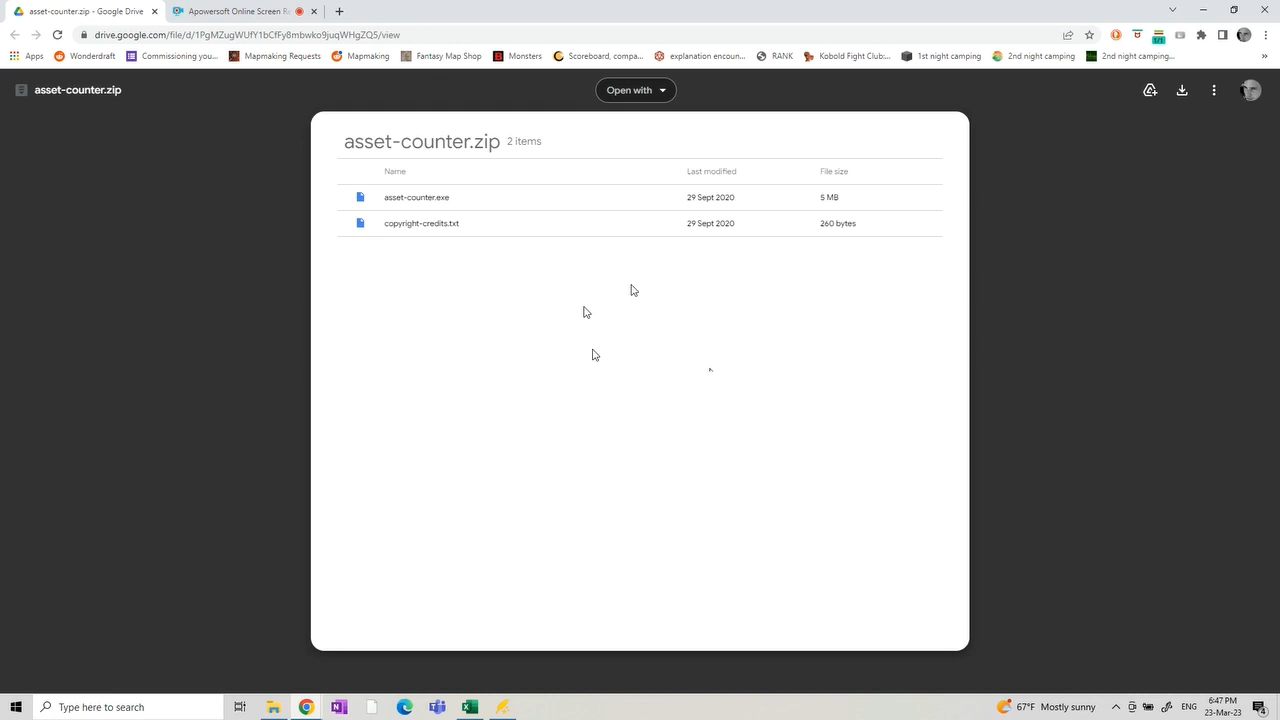 asset-counter.zip - Google Drive
Apowersoft Online Screen R
drive.google.com/file/d/1PgMZugWUfY1bCfFy8mbwko9juqWHgZQ5/view
Apps
Wonderdraft
Commissioning you...
Mapmaking Requests
Mapmaking
Fantasy Map Shop
Monsters
Scoreboard, compa...
explanation encoun...
RANK
Kobold Fight Club:...
1st night camping
2nd night camping
2nd night camping...
»
asset-counter.zip
Open with
asset-counter.zip 2 items
Name Last modified File size
asset-counter.exe 29 Sept 2020 5 MB
copyright-credits.txt 29 Sept 2020 260 bytes
Type here to search
67°F Mostly sunny
ENG
6:47 PM
23-Mar-23